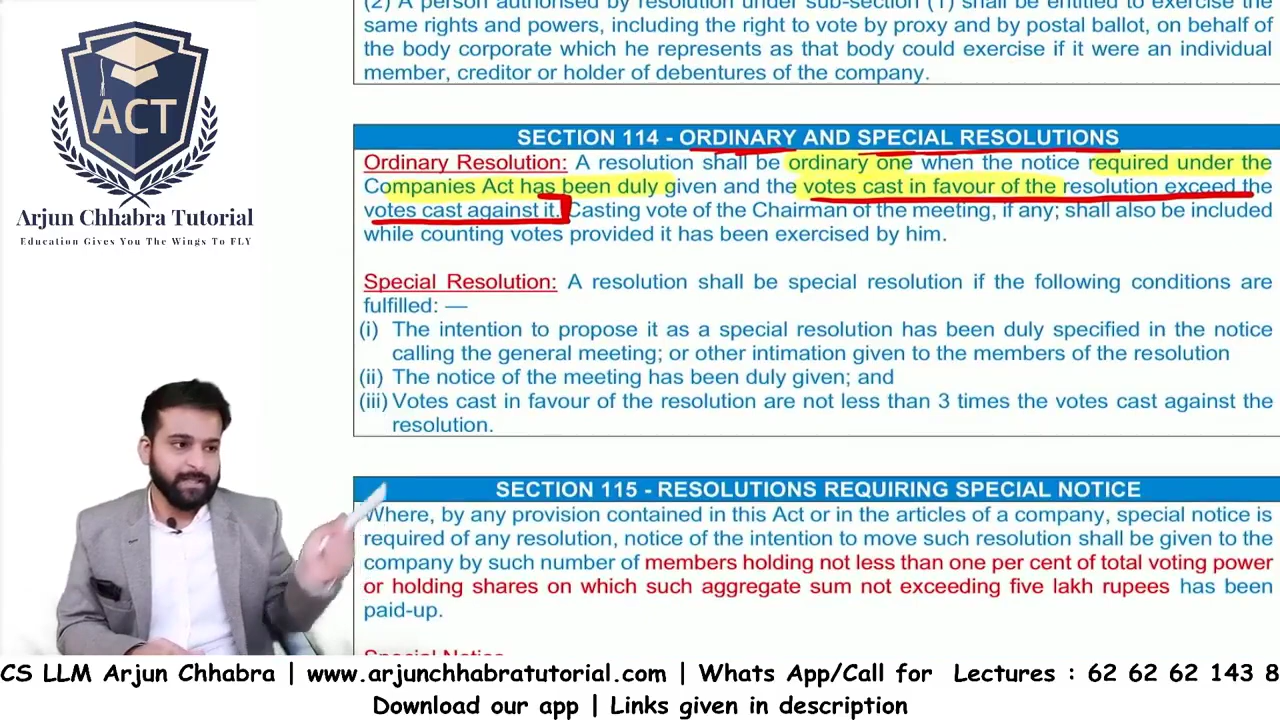 (2) A person authorised by resolution under sub-section (1) shall be entitled to exercise the
same rights and powers, including the right to vote by proxy and by postal ballot, on behalf of
the body corporate which he represents as that body could exercise if it were an individual
member, creditor or holder of debentures of the company.
ACT
Arjun Chhabra Tutorial
Education Gives You The Wings To FLY
SECTION 114 - ORDINARY AND SPECIAL RESOLUTIONS
Ordinary Resolution: A resolution shall be ordinary one when the notice required under the
Companies Act has been duly given and the votes cast in favour of the resolution exceed the
votes cast against it. Casting vote of the Chairman of the meeting, if any; shall also be included
while counting votes provided it has been exercised by him.
Special Resolution: A resolution shall be special resolution if the following conditions are
fulfilled: —
(i) The intention to propose it as a special resolution has been duly specified in the notice
calling the general meeting; or other intimation given to the members of the resolution
(ii) The notice of the meeting has been duly given; and
(iii) Votes cast in favour of the resolution are not less than 3 times the votes cast against the
resolution.
SECTION 115 - RESOLUTIONS REQUIRING SPECIAL NOTICE
Where, by any provision contained in this Act or in the articles of a company, special notice is
required of any resolution, notice of the intention to move such resolution shall be given to the
company by such number of members holding not less than one per cent of total voting power
or holding shares on which such aggregate sum not exceeding five lakh rupees has been
paid-up.
Special Notice
CS LLM Arjun Chhabra | www.arjunchhabratutorial.com | Whats App/Call for Lectures : 62 62 62 143 8
Download our app | Links given in description